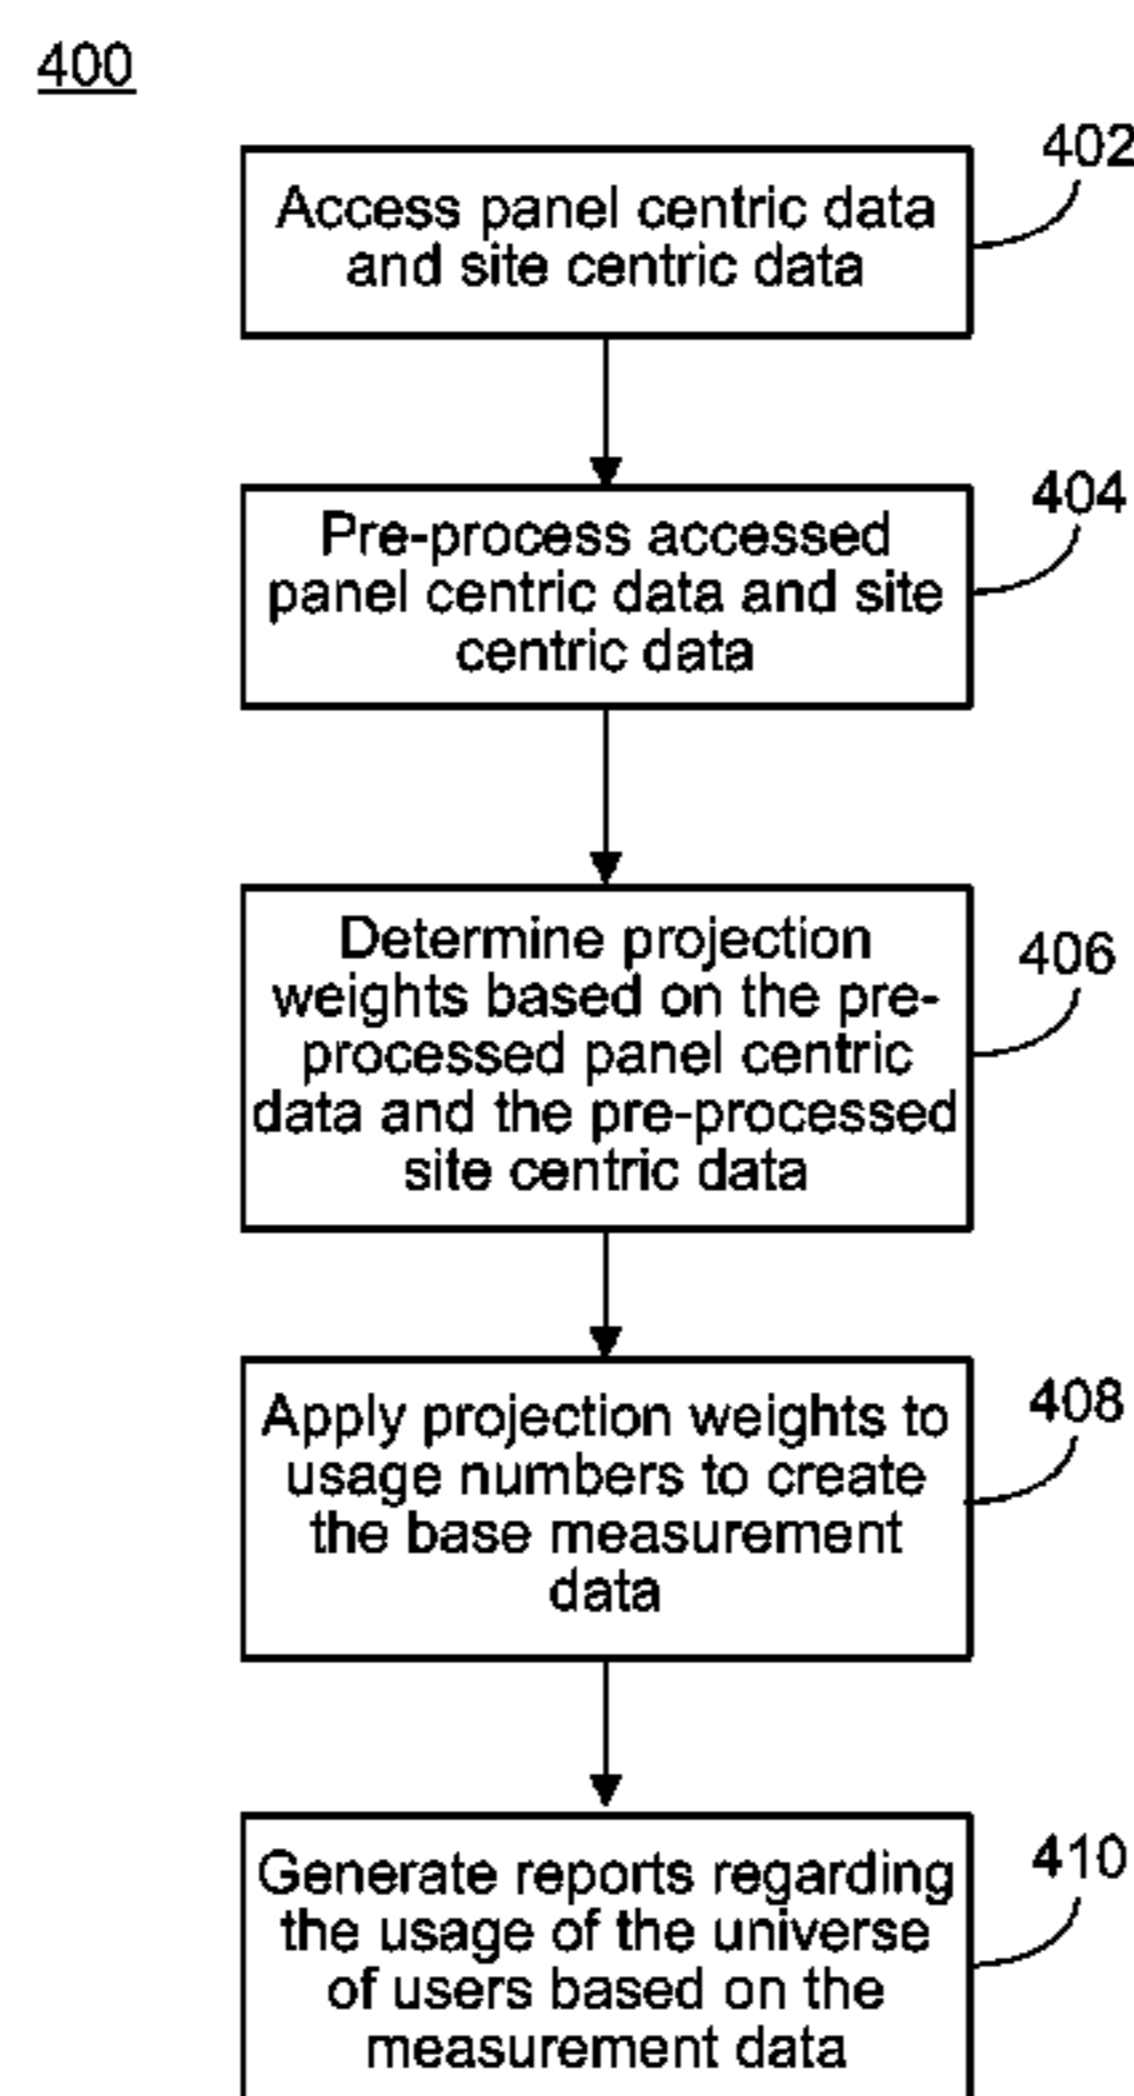 400
402
Access panel centric data
and site centric data
404
Pre-process accessed
panel centric data and site
centric data
406
Determine projection
weights based on the pre-
processed panel centric
data and the pre-processed
site centric data
408
Apply projection weights to
usage numbers to create
the base measurement
data
410
Generate reports regarding
the usage of the universe
of users based on the
measurement data